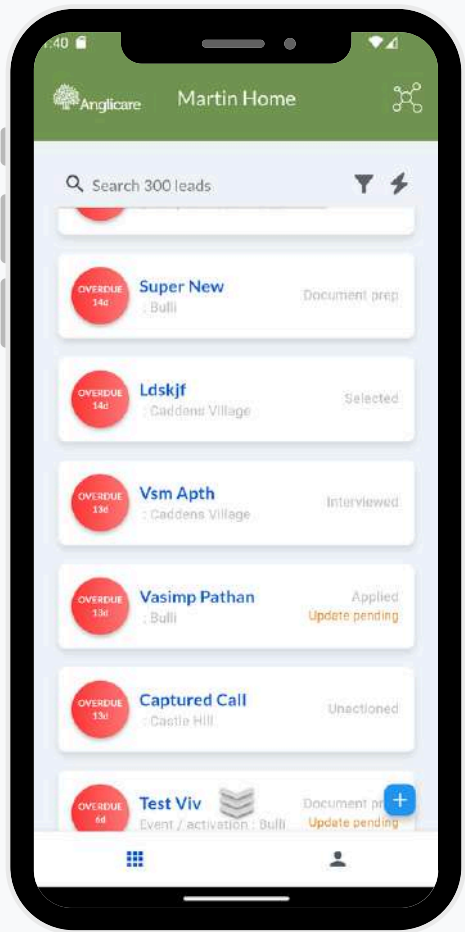 :40
Anglicare
Martin Home
Search 300 leads
OVERDUE
14d
Super New
: Bulli
Document prep
OVERDUE
14d
Ldskjf
: Caddens Village
Selected
OVERDUE
13d
Vsm Apth
: Caddens Village
Interviewed
OVERDUE
13d
Vasimp Pathan
: Bulli
Applied
Update pending
OVERDUE
13d
Captured Call
: Castle Hill
Unactioned
OVERDUE
6d
Test Viv
Event / activation : Bulli
Document pr
Update pending
+